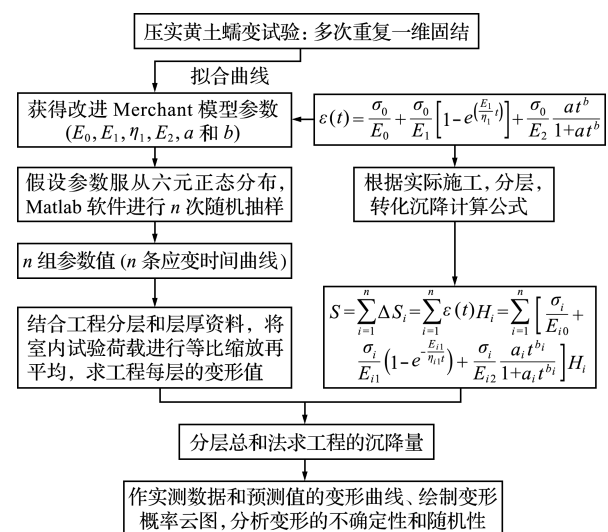 压实黄土蠕变试验：多次重复一维固结
拟合曲线
获得改进 Merchant 模型参数
(E₀, E₁, η₁, E₂, a 和 b)
ε(t)=σ₀/E₀+σ₀/E₁[1-e^(E₁/η₁ t)]+σ₀/E₂ at^b/1+at^b
假设参数服从六元正态分布，
Matlab 软件进行 n 次随机抽样
根据实际施工，分层，
转化沉降计算公式
n 组参数值 (n 条应变时间曲线)
结合工程分层和层厚资料，将
室内试验荷载进行等比缩放再
平均，求工程每层的变形值
S=∑ⁿᵢ₌₁ΔSᵢ=∑ⁿᵢ₌₁ε(t)Hᵢ=∑ⁿᵢ₌₁[σᵢ/Eᵢ₀+
σᵢ/Eᵢ₁(1-e^-Eᵢ₁/ηᵢ₁t)+σᵢ/Eᵢ₂ aᵢt^bᵢ/1+aᵢt^bᵢ]Hᵢ
分层总和法求工程的沉降量
作实测数据和预测值的变形曲线、绘制变形
概率云图，分析变形的不确定性和随机性